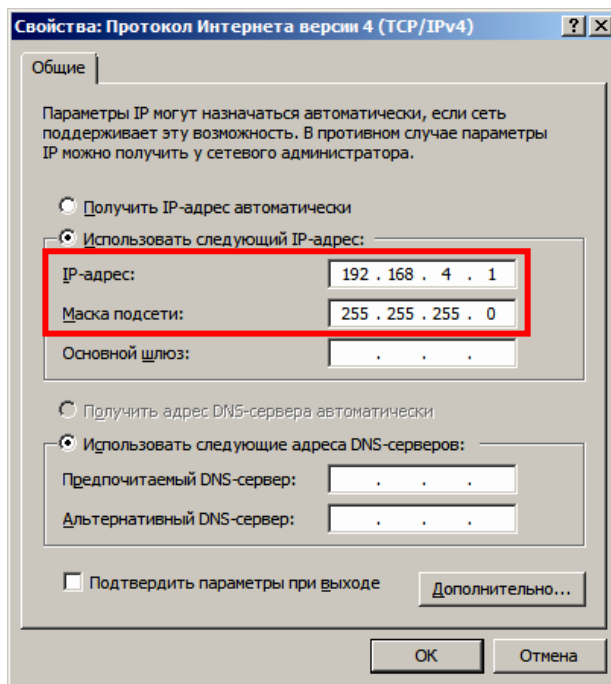 Свойства: Протокол Интернета версии 4 (TCP/IPv4)
Общие
Параметры IP могут назначаться автоматически, если сеть
поддерживает эту возможность. В противном случае параметры
IP можно получить у сетевого администратора.
Получить IP-адрес автоматически
Использовать следующий IP-адрес:
IP-адрес: 192 . 168 . 4 . 1
Маска подсети: 255 . 255 . 255 . 0
Основной шлюз: . . .
Получить адрес DNS-сервера автоматически
Использовать следующие адреса DNS-серверов:
Предпочитаемый DNS-сервер: . . .
Альтернативный DNS-сервер: . . .
Подтвердить параметры при выходе
Дополнительно...
OK Отмена